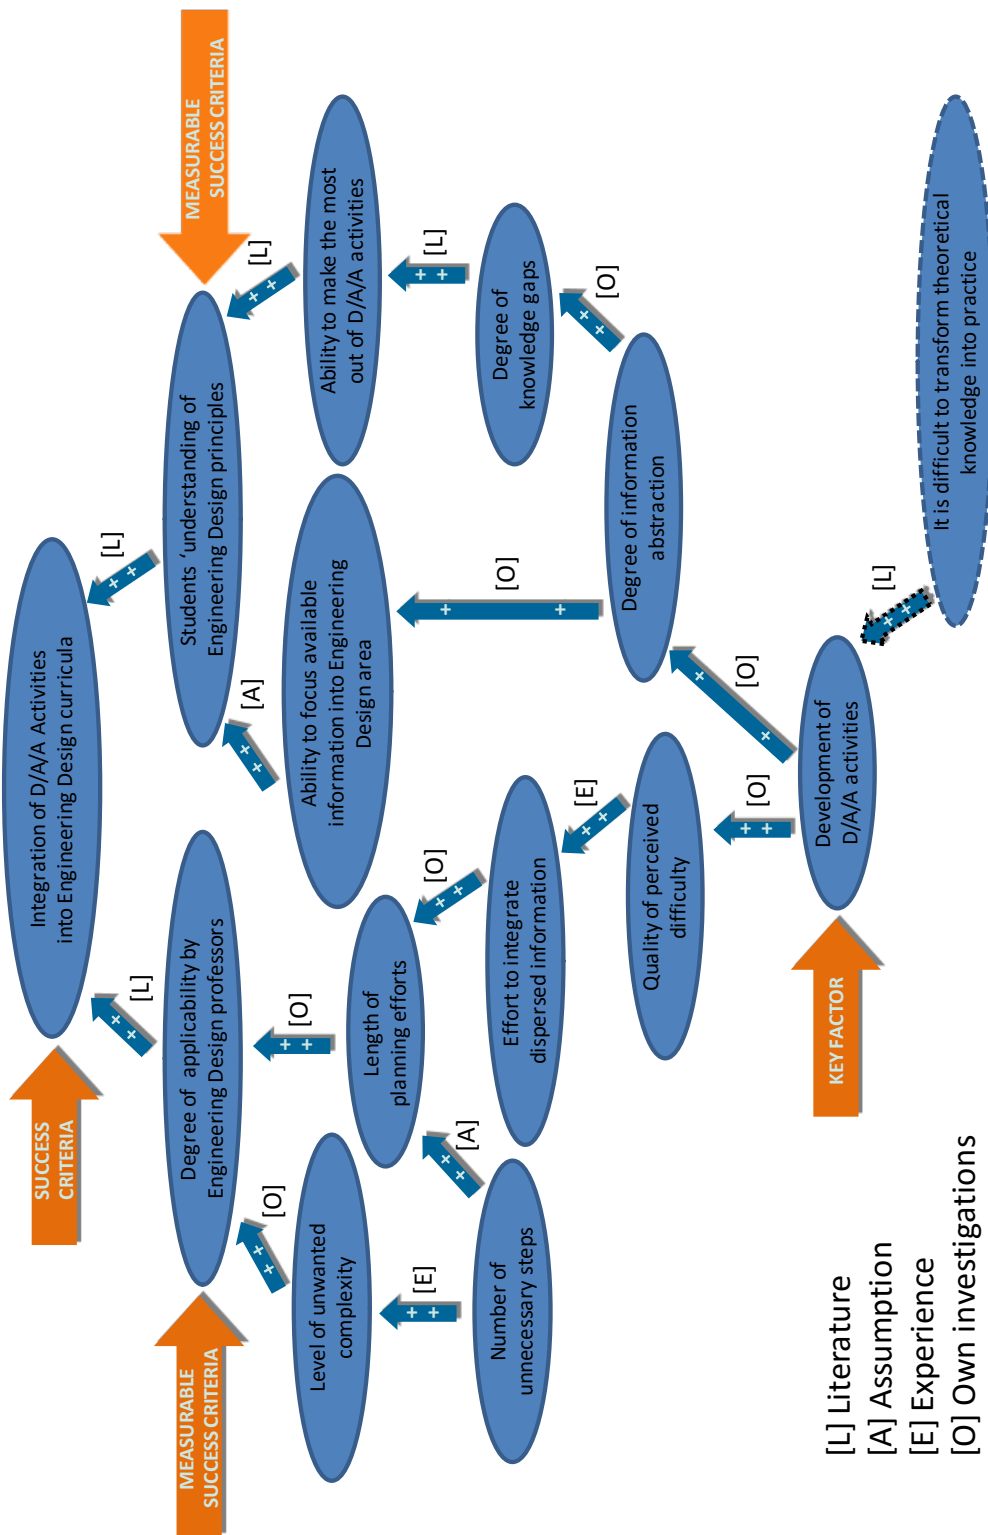 SUCCESS
CRITERIA
Integration of D/A/A Activities
into Engineering Design curricula
[L]
[L]
MEASURABLE
SUCCESS CRITERIA
Degree of applicability by
Engineering Design professors
Students ‘understanding of
Engineering Design principles
MEASURABLE
SUCCESS CRITERIA
[O]
[O]
[A]
[L]
Level of unwanted
complexity
Length of
planning efforts
Ability to focus available
information into Engineering
Design area
Ability to make the most
out of D/A/A activities
[E]
[A]
[O]
[O]
[L]
Number of
unnecessary steps
Effort to integrate
dispersed information
Degree of
knowledge gaps
[E]
[O]
Quality of perceived
difficulty
Degree of information
abstraction
[O]
[O]
KEY FACTOR
Development of
D/A/A activities
[L]
It is difficult to transform theoretical
knowledge into practice
[L] Literature
[A] Assumption
[E] Experience
[O] Own investigations